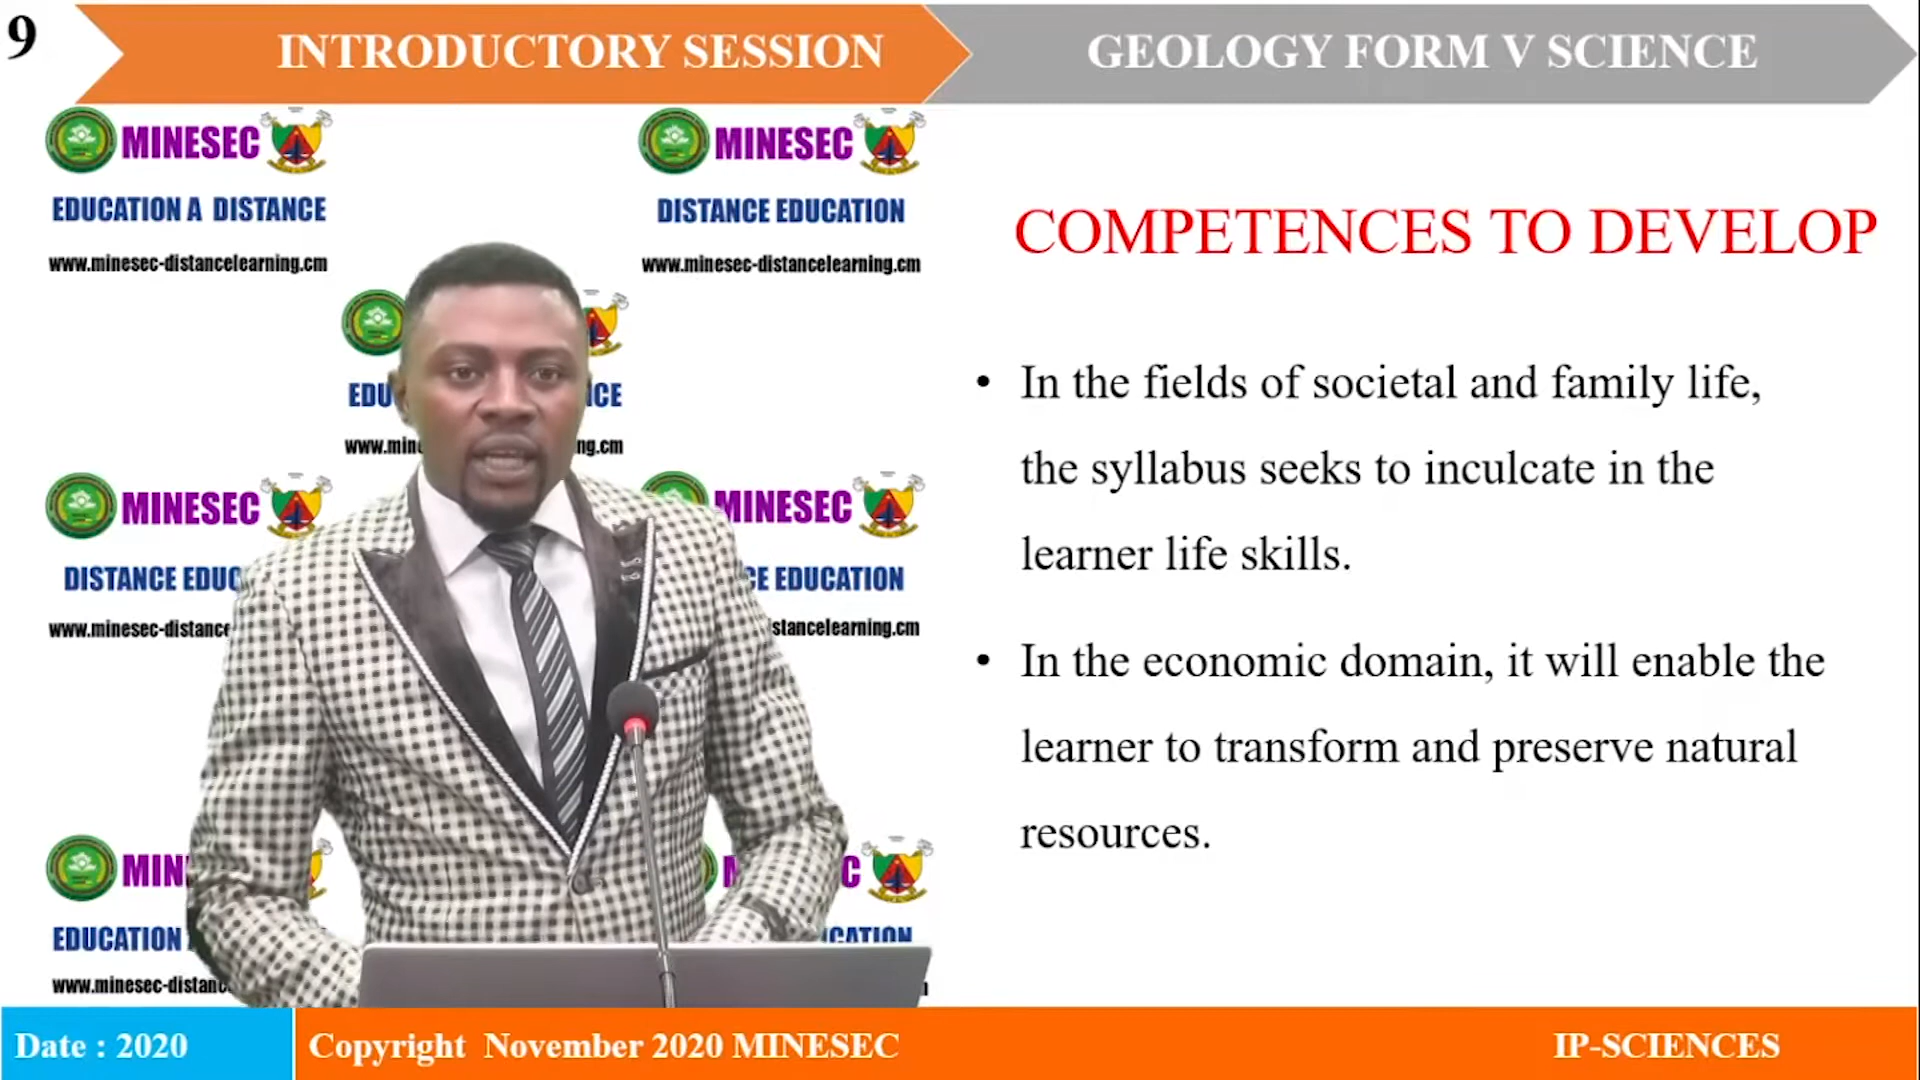 9
INTRODUCTORY SESSION
GEOLOGY FORM V SCIENCE
MINESEC
MINESEC
EDUCATION A DISTANCE
DISTANCE EDUCATION
www.minesec-distancelearning.cm
www.minesec-distancelearning.cm
MINESEC
MINESEC
EDUCATION
EDUCATION
COMPETENCES TO DEVELOP
• In the fields of societal and family life,
the syllabus seeks to inculcate in the
learner life skills.
• In the economic domain, it will enable the
learner to transform and preserve natural
resources.
Date : 2020
Copyright November 2020 MINESEC
IP-SCIENCES